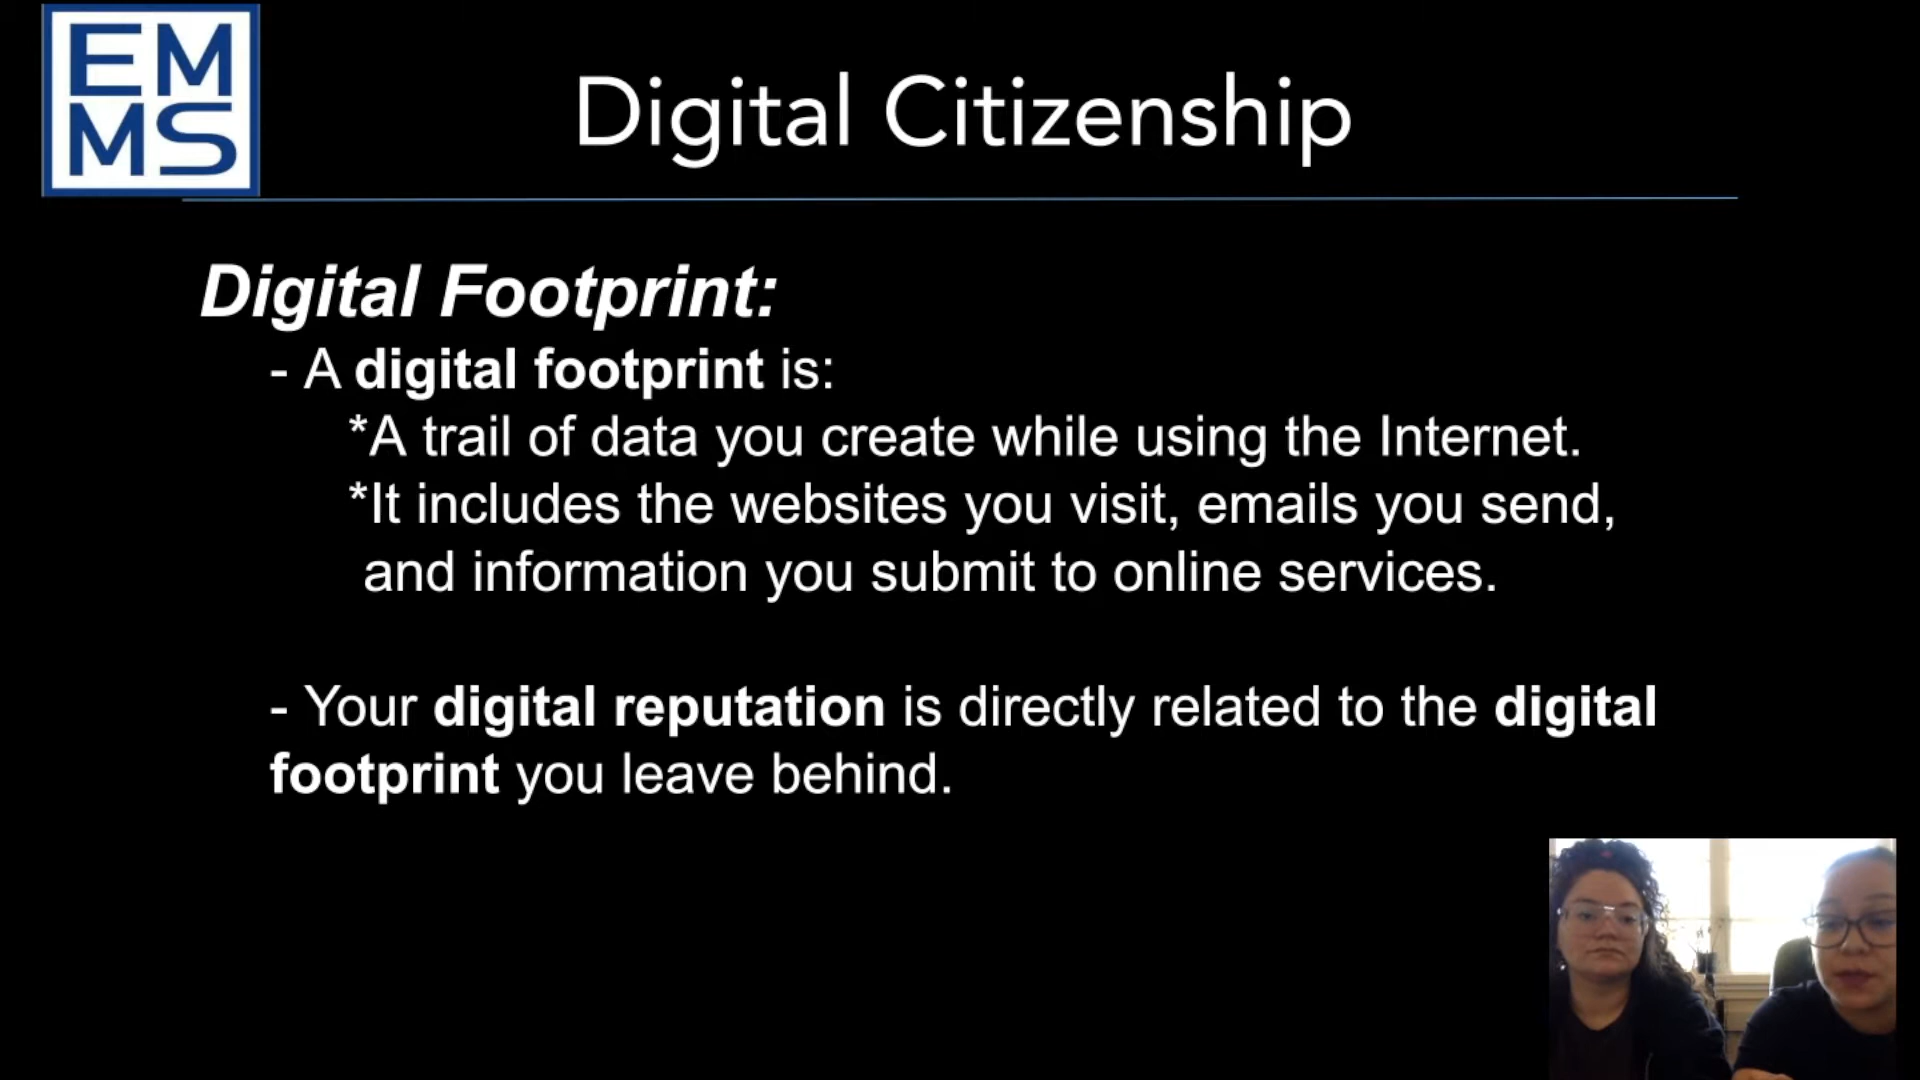 EM
MS
Digital Citizenship
Digital Footprint:
- A digital footprint is:
*A trail of data you create while using the Internet.
*It includes the websites you visit, emails you send,
and information you submit to online services.
- Your digital reputation is directly related to the digital
footprint you leave behind.